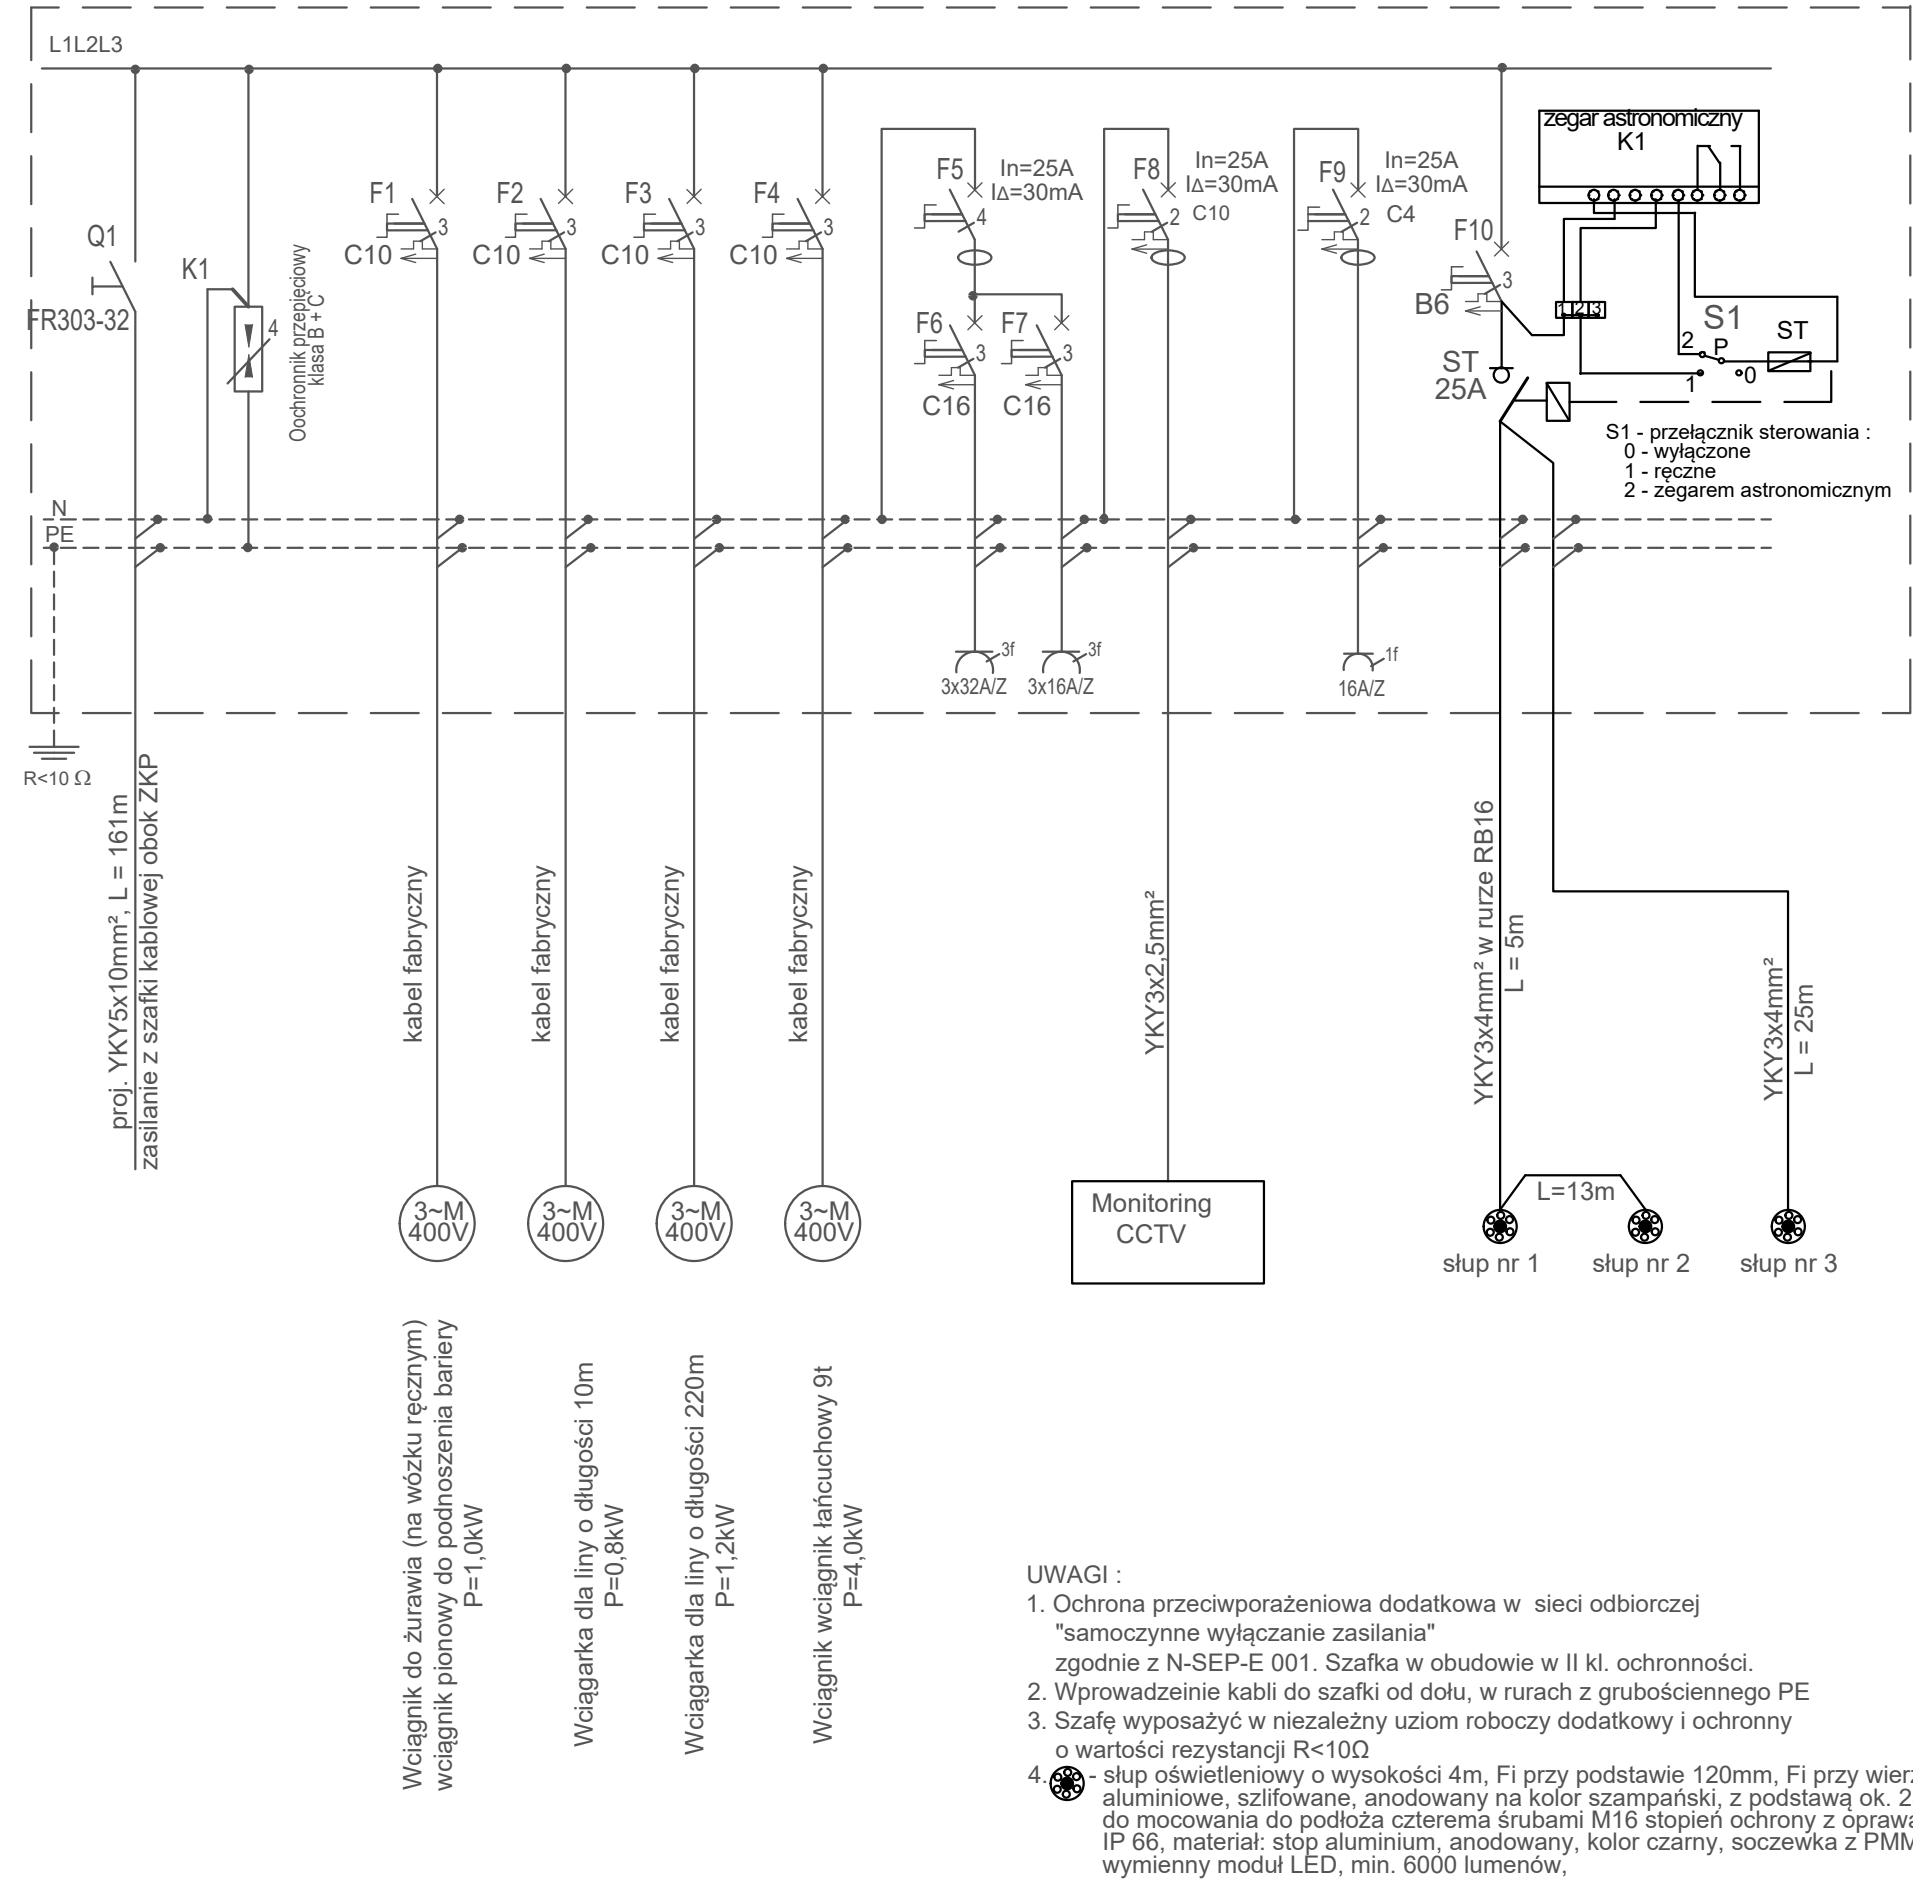 L1L2L3
zegar astronomiczny
K1
Q1
FR303-32
K1
4
Oochronnik przepięciowy
klasa B + C
F1
3
C10
F2
3
C10
F3
3
C10
F4
3
C10
F5
In=25A
I∆=30mA
4
F6
3
C16
F7
3
C16
F8
In=25A
I∆=30mA
2
C10
F9
In=25A
I∆=30mA
2
C4
F10
3
B6
1 2 3
S1
ST
2
P
1
0
ST
25A
S1 - przełącznik sterowania :
0 - wyłączone
1 - ręczne
2 - zegarem astronomicznym
N
PE
3f
3x32A/Z
3f
3x16A/Z
1f
16A/Z
R<10 Ω
proj. YKY5x10mm², L = 161m
zasilanie z szafki kablowej obok ZKP
kabel fabryczny
kabel fabryczny
kabel fabryczny
kabel fabryczny
YKY3x2,5mm²
YKY3x4mm² w rurze RB16
L = 5m
YKY3x4mm²
L = 25m
3~M
400V
3~M
400V
3~M
400V
3~M
400V
Monitoring
CCTV
L=13m
słup nr 1
słup nr 2
słup nr 3
Wciągnik do żurawia (na wózku ręcznym)
wciągnik pionowy do podnoszenia bariery
P=1,0kW
Wciągarka dla liny o długości 10m
P=0,8kW
Wciągarka dla liny o długości 220m
P=1,2kW
Wciągnik wciągnik łańcuchowy 9t
P=4,0kW
UWAGI :
1. Ochrona przeciwporażeniowa dodatkowa w sieci odbiorczej
"samoczynne wyłączanie zasilania"
zgodnie z N-SEP-E 001. Szafka w obudowie w II kl. ochronności.
2. Wprowadzeinie kabli do szafki od dołu, w rurach z grubościennego PE
3. Szafę wyposażyć w niezależny uziom roboczy dodatkowy i ochronny
o wartości rezystancji R<10Ω
4. - słup oświetleniowy o wysokości 4m, Fi przy podstawie 120mm, Fi przy wierz
aluminiowe, szlifowane, anodowany na kolor szampański, z podstawą ok. 2
do mocowania do podłoża czterema śrubami M16 stopień ochrony z oprawą
IP 66, materiał: stop aluminium, anodowany, kolor czarny, soczewka z PMM
wymienny moduł LED, min. 6000 lumenów,